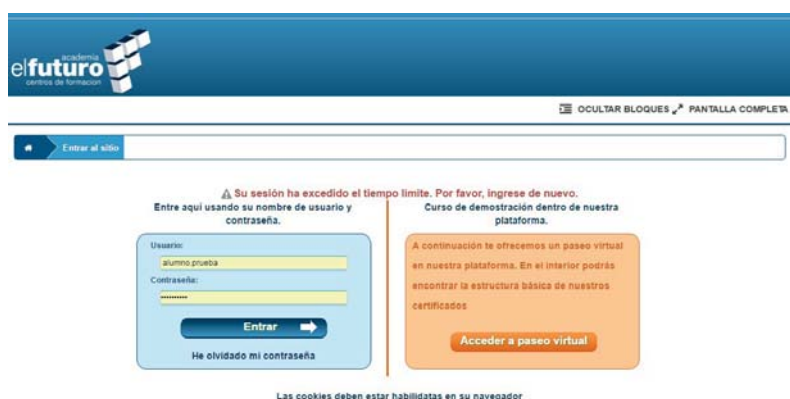 academia
elfuturo
centros de formacion
OCULTAR BLOQUES PANTALLA COMPLETA
Entrar al sitio
Su sesión ha excedido el tiempo límite. Por favor, ingrese de nuevo.
Entre aquí usando su nombre de usuario y
contraseña.
Usuario:
alumno.prueba
Contraseña:
••••••••••
Entrar
He olvidado mi contraseña
Curso de demostración dentro de nuestra
plataforma.
A continuación te ofrecemos un paseo virtual
en nuestra plataforma. En el interior podrás
encontrar la estructura básica de nuestros
certificados
Acceder a paseo virtual
Las cookies deben estar habilidatas en su navegador